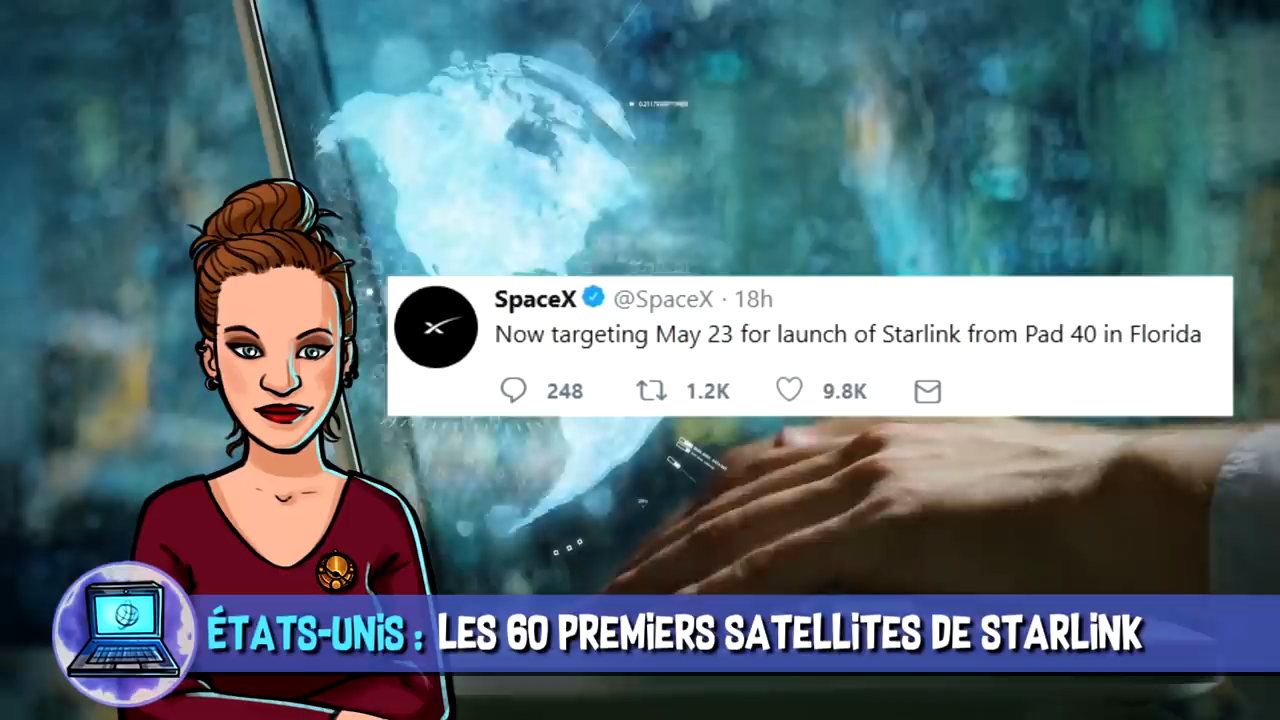 SpaceX @SpaceX · 18h
Now targeting May 23 for launch of Starlink from Pad 40 in Florida
248 1.2K 9.8K
ÉTATS-UNIS : LES 60 PREMIERS SATELLITES DE STARLINK